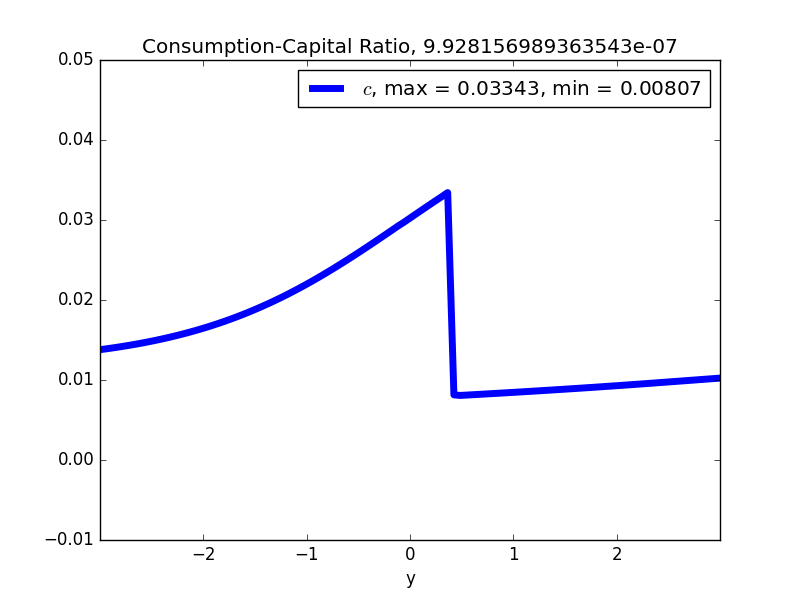 Consumption-Capital Ratio, 9.928156989363543e-07
c, max = 0.03343, min = 0.00807
0.05
0.04
0.03
0.02
0.01
0.00
−0.01
−2 −1 0 1 2
y